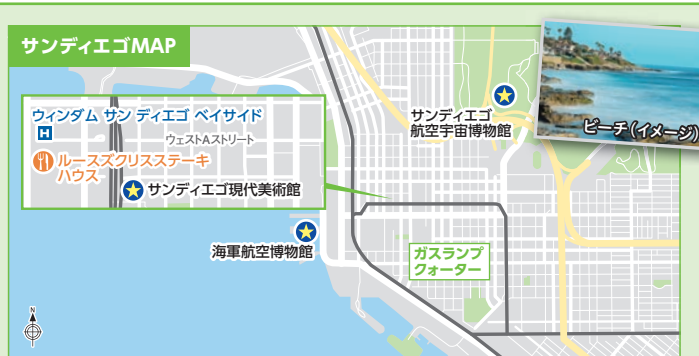 サンディエゴMAP
ビーチ(イメージ)
ウィンダム サン ディエゴ ベイサイド
H
ウェストAストリート
ルースズクリスステーキ
ハウス
サンディエゴ現代美術館
サンディエゴ
航空宇宙博物館
海軍航空博物館
ガスランプ
クォーター
N